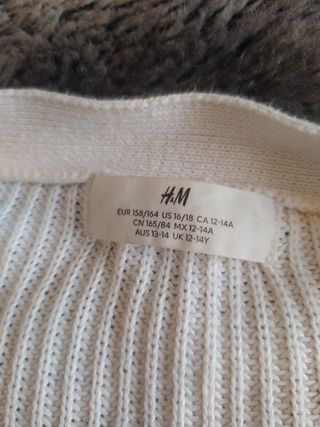 H&M
EUR 158/164 US 16/18 CA 12-14A
CN 165/84 MX 12-14A
AUS 13-14 UK 12-14Y